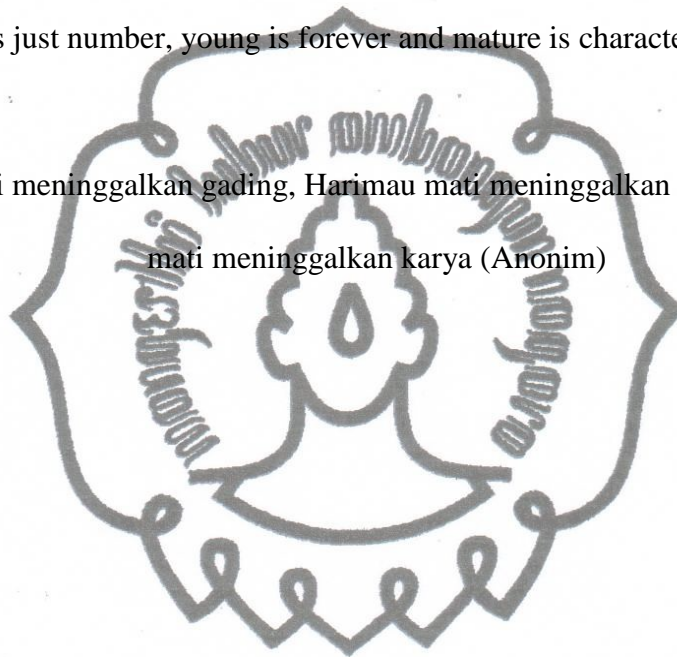 s just number, young is forever and mature is characte
i meninggalkan gading, Harimau mati meninggalkan
mati meninggalkan karya (Anonim)